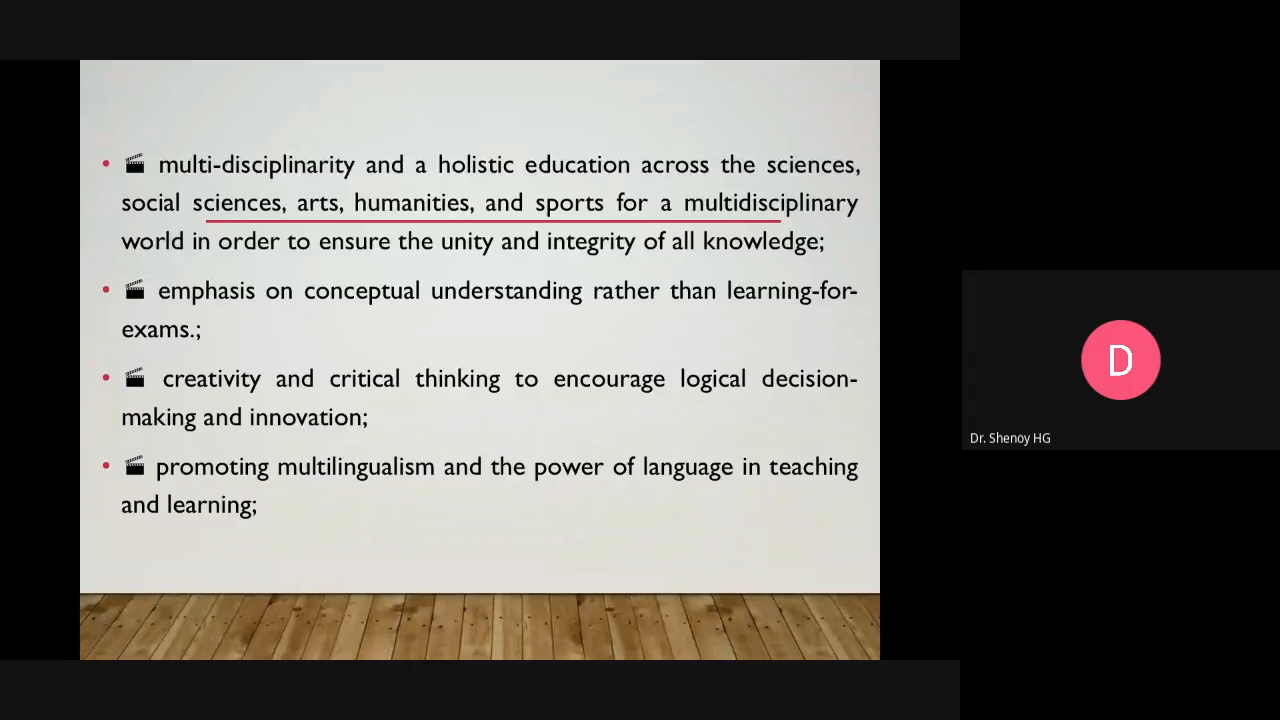 • 🎬 multi-disciplinarity and a holistic education across the sciences,
social sciences, arts, humanities, and sports for a multidisciplinary
world in order to ensure the unity and integrity of all knowledge;
• 🎬 emphasis on conceptual understanding rather than learning-for-
exams.;
• 🎬 creativity and critical thinking to encourage logical decision-
making and innovation;
• 🎬 promoting multilingualism and the power of language in teaching
and learning;
D
Dr. Shenoy HG